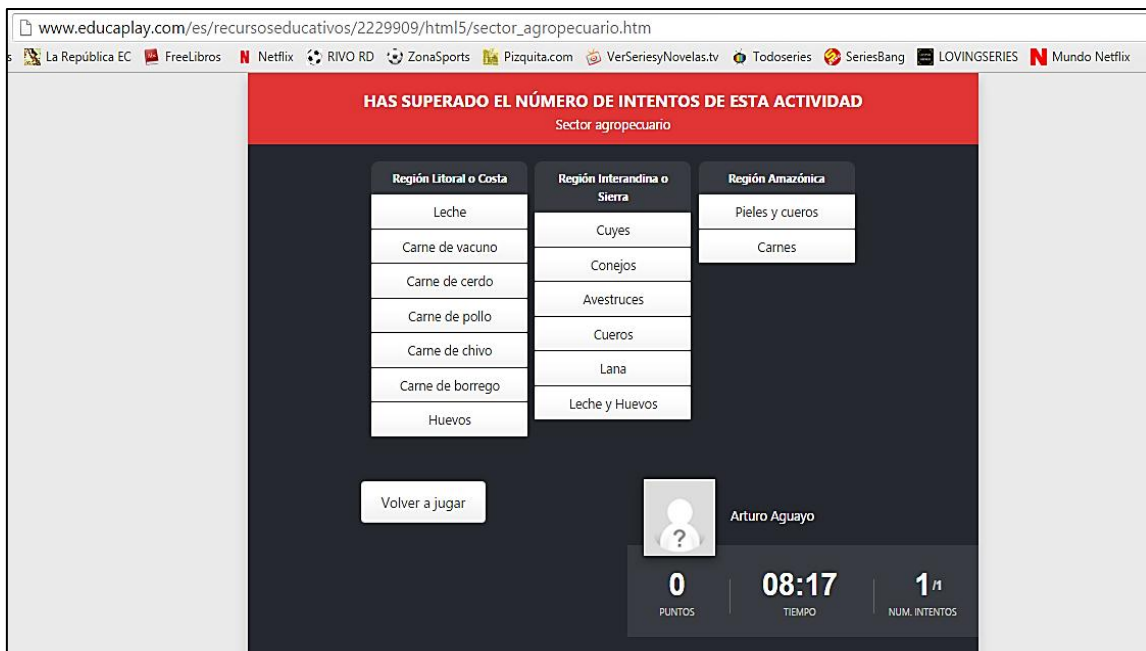 www.educaplay.com/es/recursoseducativos/2229909/html5/sector_agropecuario.htm
s La República EC FreeLibros Netflix RIVO RD ZonaSports Pizquita.com VerSeriesyNovelas.tv Todoseries SeriesBang LOVINGSERIES Mundo Netflix
HAS SUPERADO EL NÚMERO DE INTENTOS DE ESTA ACTIVIDAD
Sector agropecuario
Región Litoral o Costa
Leche
Carne de vacuno
Carne de cerdo
Carne de pollo
Carne de chivo
Carne de borrego
Huevos
Región Interandina o
Sierra
Cuyes
Conejos
Avestruces
Cueros
Lana
Leche y Huevos
Región Amazónica
Pieles y cueros
Carnes
Volver a jugar
?
Arturo Aguayo
0
PUNTOS
08:17
TIEMPO
1/1
NUM. INTENTOS